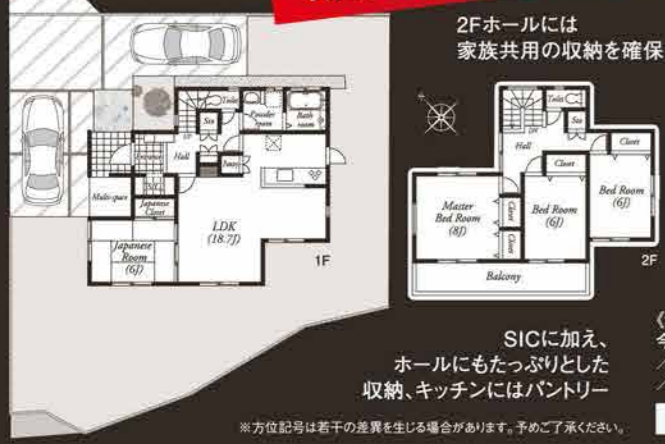 2Fホールには
家族共用の収納を確保
Toilet
Sto
Powder
room
Bath
room
UP
Entrance
Hall
S.I.C
Pantry
Multi-space
Japanese
Closet
LDK
(18.7J)
Japanese
Room
(6J)
1F
Toilet
DN
Sto
Hall
Closet
Closet
Bed Room
(6J)
Master
Bed Room
(8J)
Closet
Closet
Bed Room
(6J)
Balcony
2F
SICに加え、
ホールにもたっぷりとした
収納、キッチンにはパントリー
※方位記号は若干の差異を生じる場合があります。予めご了承ください。